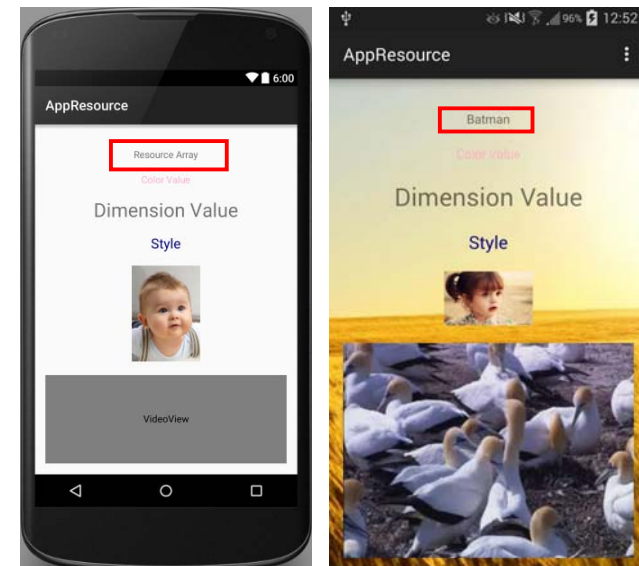 6:00
AppResource
Resource Array
Color Value
Dimension Value
Style
VideoView
96% 12:52
AppResource
Batman
Color Value
Dimension Value
Style